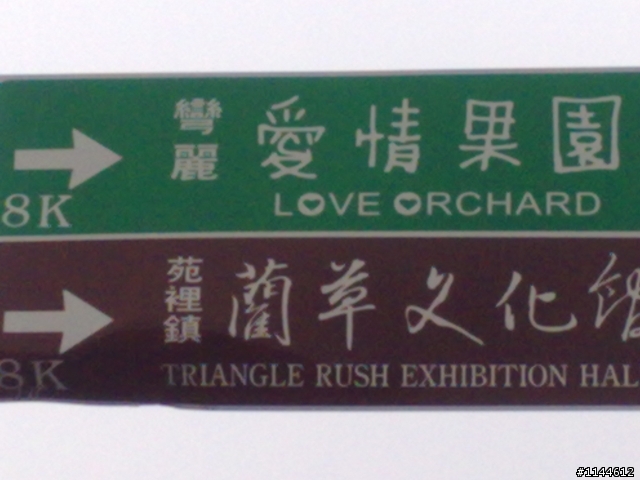 彎麗 愛情果園
8K
LOVE ORCHARD
苑裡鎮 藺草文化館
8K
TRIANGLE RUSH EXHIBITION HAL
#1144612